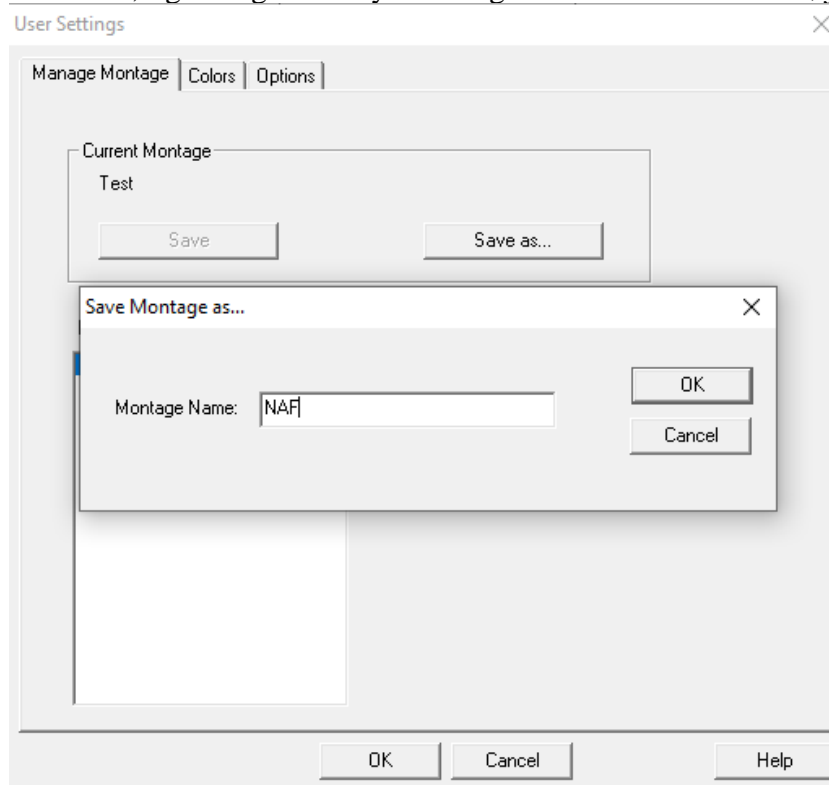 User Settings
Manage Montage Colors Options
Current Montage
Test
Save Save as...
Save Montage as...
Montage Name: NAF OK
Cancel
OK Cancel Help